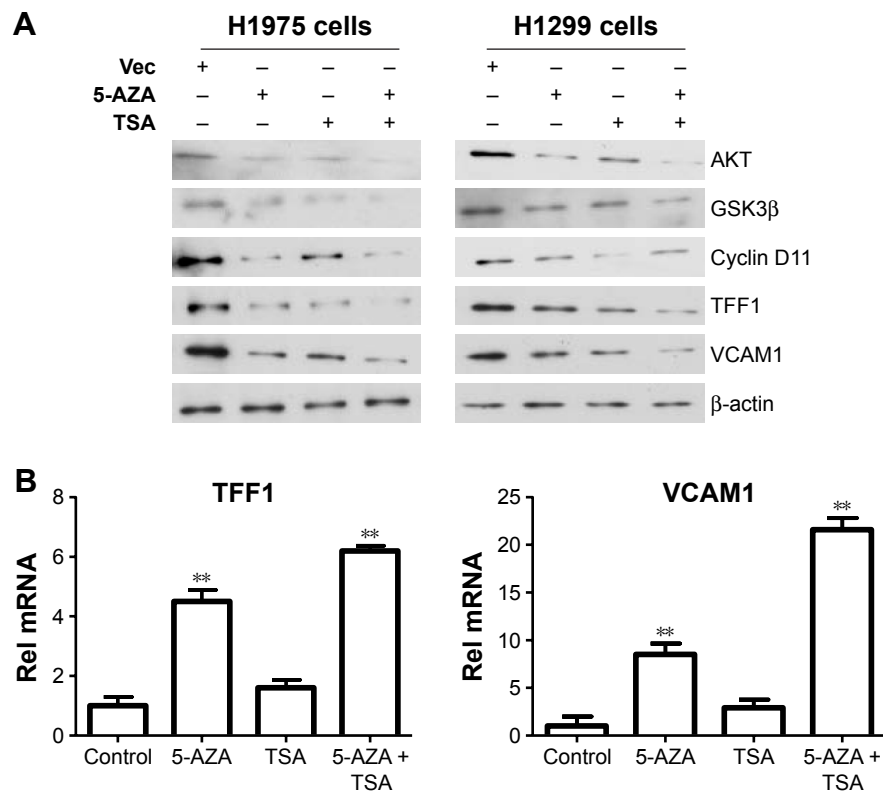 A
H1975 cells H1299 cells
Vec + – – – + – – –
5-AZA – + – + – + – +
TSA – – + + – – + +
AKT
GSK3β
Cyclin D11
TFF1
VCAM1
β-actin
B
TFF1
Rel mRNA
8
6
4
2
0
**
**
Control 5-AZA TSA 5-AZA +
TSA
VCAM1
Rel mRNA
25
20
15
10
5
0
**
**
Control 5-AZA TSA 5-AZA +
TSA